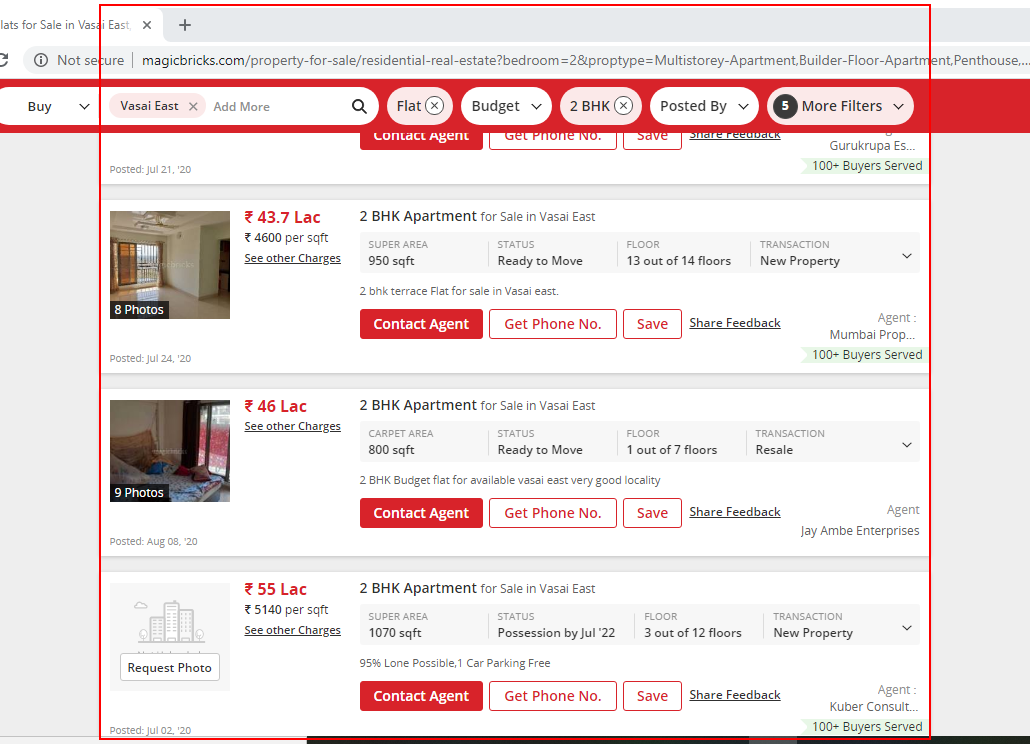 lats for Sale in Vasai East,
Not secure
magicbricks.com/property-for-sale/residential-real-estate?bedroom=2&proptype=Multistorey-Apartment,Builder-Floor-Apartment,Penthouse,...
Buy
Vasai East
Add More
Flat
Budget
2 BHK
Posted By
5 More Filters
Contact Agent
Get Phone No.
Save
Share Feedback
Gurukrupa Es...
Posted: Jul 21, '20
100+ Buyers Served
₹ 43.7 Lac
₹ 4600 per sqft
See other Charges
8 Photos
2 BHK Apartment for Sale in Vasai East
SUPER AREA
950 sqft
STATUS
Ready to Move
FLOOR
13 out of 14 floors
TRANSACTION
New Property
2 bhk terrace Flat for sale in Vasai east.
Contact Agent
Get Phone No.
Save
Share Feedback
Agent :
Mumbai Prop...
Posted: Jul 24, '20
100+ Buyers Served
₹ 46 Lac
See other Charges
9 Photos
2 BHK Apartment for Sale in Vasai East
CARPET AREA
800 sqft
STATUS
Ready to Move
FLOOR
1 out of 7 floors
TRANSACTION
Resale
2 BHK Budget flat for available vasai east very good locality
Contact Agent
Get Phone No.
Save
Share Feedback
Agent
Jay Ambe Enterprises
Posted: Aug 08, '20
₹ 55 Lac
₹ 5140 per sqft
See other Charges
Request Photo
2 BHK Apartment for Sale in Vasai East
SUPER AREA
1070 sqft
STATUS
Possession by Jul '22
FLOOR
3 out of 12 floors
TRANSACTION
New Property
95% Lone Possible,1 Car Parking Free
Contact Agent
Get Phone No.
Save
Share Feedback
Agent :
Kuber Consult...
Posted: Jul 02, '20
100+ Buyers Served